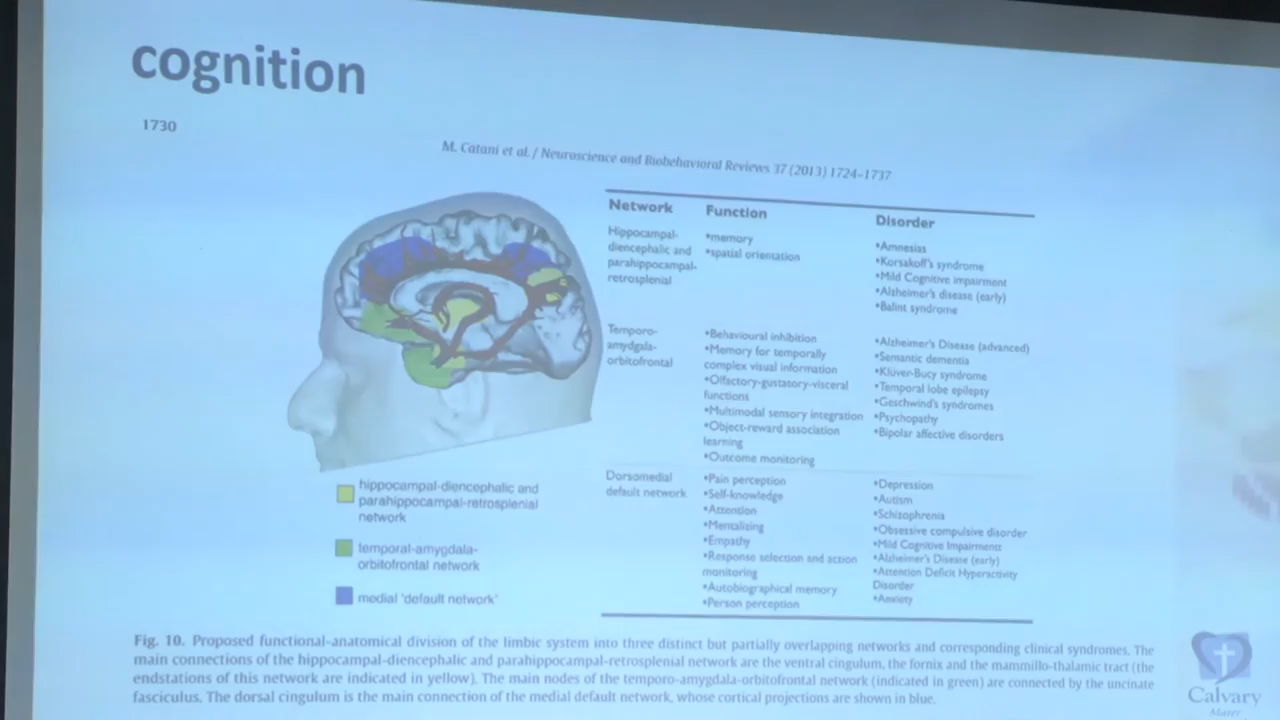 cognition
1730
M. Catani et al. / Neuroscience and Biobehavioral Reviews 37 (2013) 1724–1737
Network Function Disorder
Hippocampal-
diencephalic and
parahippocampal-
retrosplenial
•memory
•spatial orientation
•Amnesias
•Korsakoff's syndrome
•Mild Cognitive impairment
•Alzheimer's disease (early)
•Balint syndrome
Temporo-
amydgala-
orbitofrontal
•Behavioural inhibition
•Memory for temporally
complex visual information
•Olfactory-gustatory-visceral
functions
•Multimodal sensory integration
•Object-reward association
learning
•Outcome monitoring
•Alzheimer's Disease (advanced)
•Semantic dementia
•Klüver-Bucy syndrome
•Temporal lobe epilepsy
•Geschwind's syndromes
•Psychopathy
•Bipolar affective disorders
Dorsomedial
default network
•Pain perception
•Self-knowledge
•Attention
•Mentalizing
•Empathy
•Response selection and action
monitoring
•Autobiographical memory
•Person perception
•Depression
•Autism
•Schizophrenia
•Obsessive compulsive disorder
•Mild Cognitive Impairment
•Alzheimer's Disease (early)
•Attention Deficit Hyperactivity
Disorder
•Anxiety
hippocampal-diencephalic and
parahippocampal-retrosplenial
network
temporal-amygdala-
orbitofrontal network
medial 'default network'
Fig. 10. Proposed functional-anatomical division of the limbic system into three distinct but partially overlapping networks and corresponding clinical syndromes. The
main connections of the hippocampal-diencephalic and parahippocampal-retrosplenial network are the ventral cingulum, the fornix and the mammillo-thalamic tract (the
endstations of this network are indicated in yellow). The main nodes of the temporo-amygdala-orbitofrontal network (indicated in green) are connected by the uncinate
fasciculus. The dorsal cingulum is the main connection of the medial default network, whose cortical projections are shown in blue.
Calvary
Mater